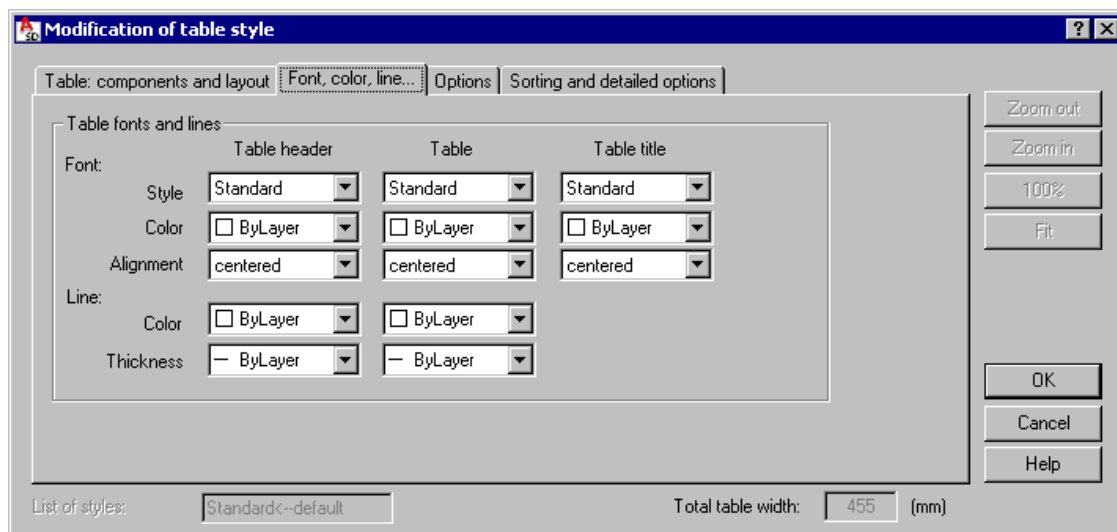 Modification of table style
Table: components and layout Font, color, line... Options Sorting and detailed options
Table fonts and lines
Table header Table Table title
Font:
Style Standard Standard Standard
Color ByLayer ByLayer ByLayer
Alignment centered centered centered
Line:
Color ByLayer ByLayer
Thickness ByLayer ByLayer
Zoom out
Zoom in
100%
Fit
OK
Cancel
Help
List of styles: Standard<--default Total table width: 455 (mm)